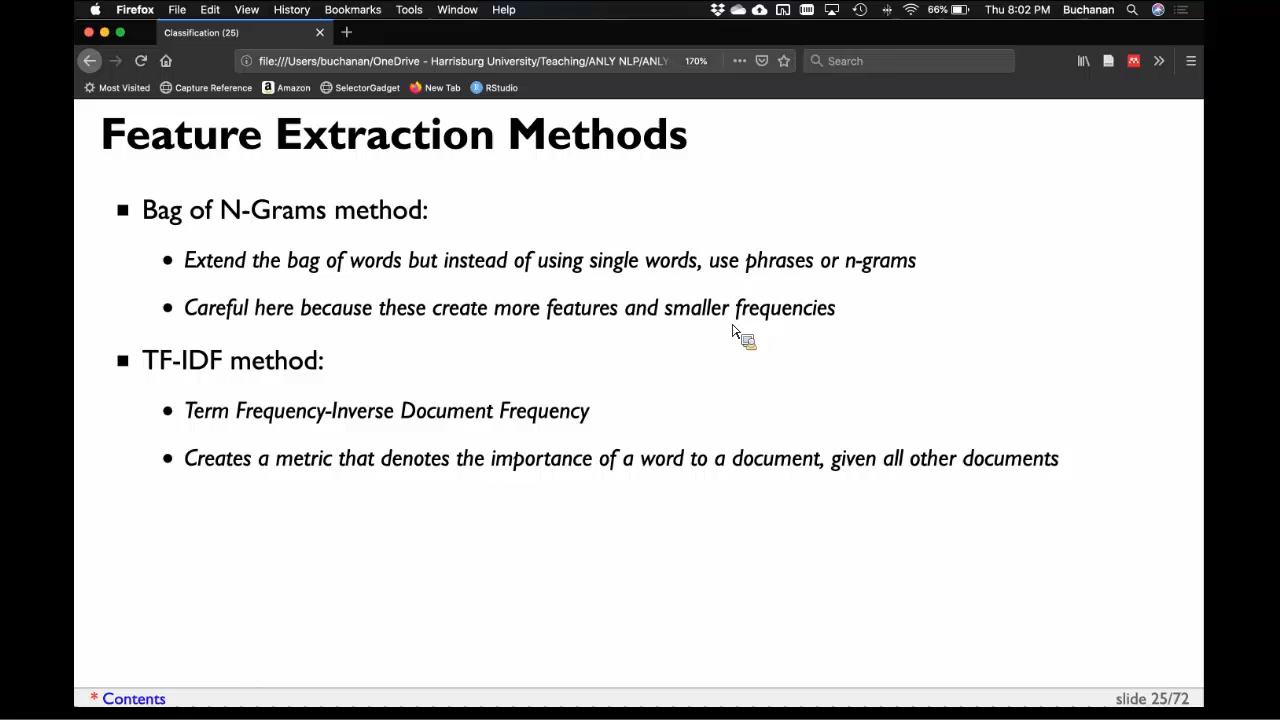 Firefox File Edit View History Bookmarks Tools Window Help 66% Thu 8:02 PM Buchanan
Classification (25)
file:///Users/buchanan/OneDrive - Harrisburg University/Teaching/ANLY NLP/ANLY 170% Search
Most Visited Capture Reference Amazon SelectorGadget New Tab RStudio
Feature Extraction Methods
Bag of N-Grams method:
Extend the bag of words but instead of using single words, use phrases or n-grams
Careful here because these create more features and smaller frequencies
TF-IDF method:
Term Frequency-Inverse Document Frequency
Creates a metric that denotes the importance of a word to a document, given all other documents
* Contents slide 25/72